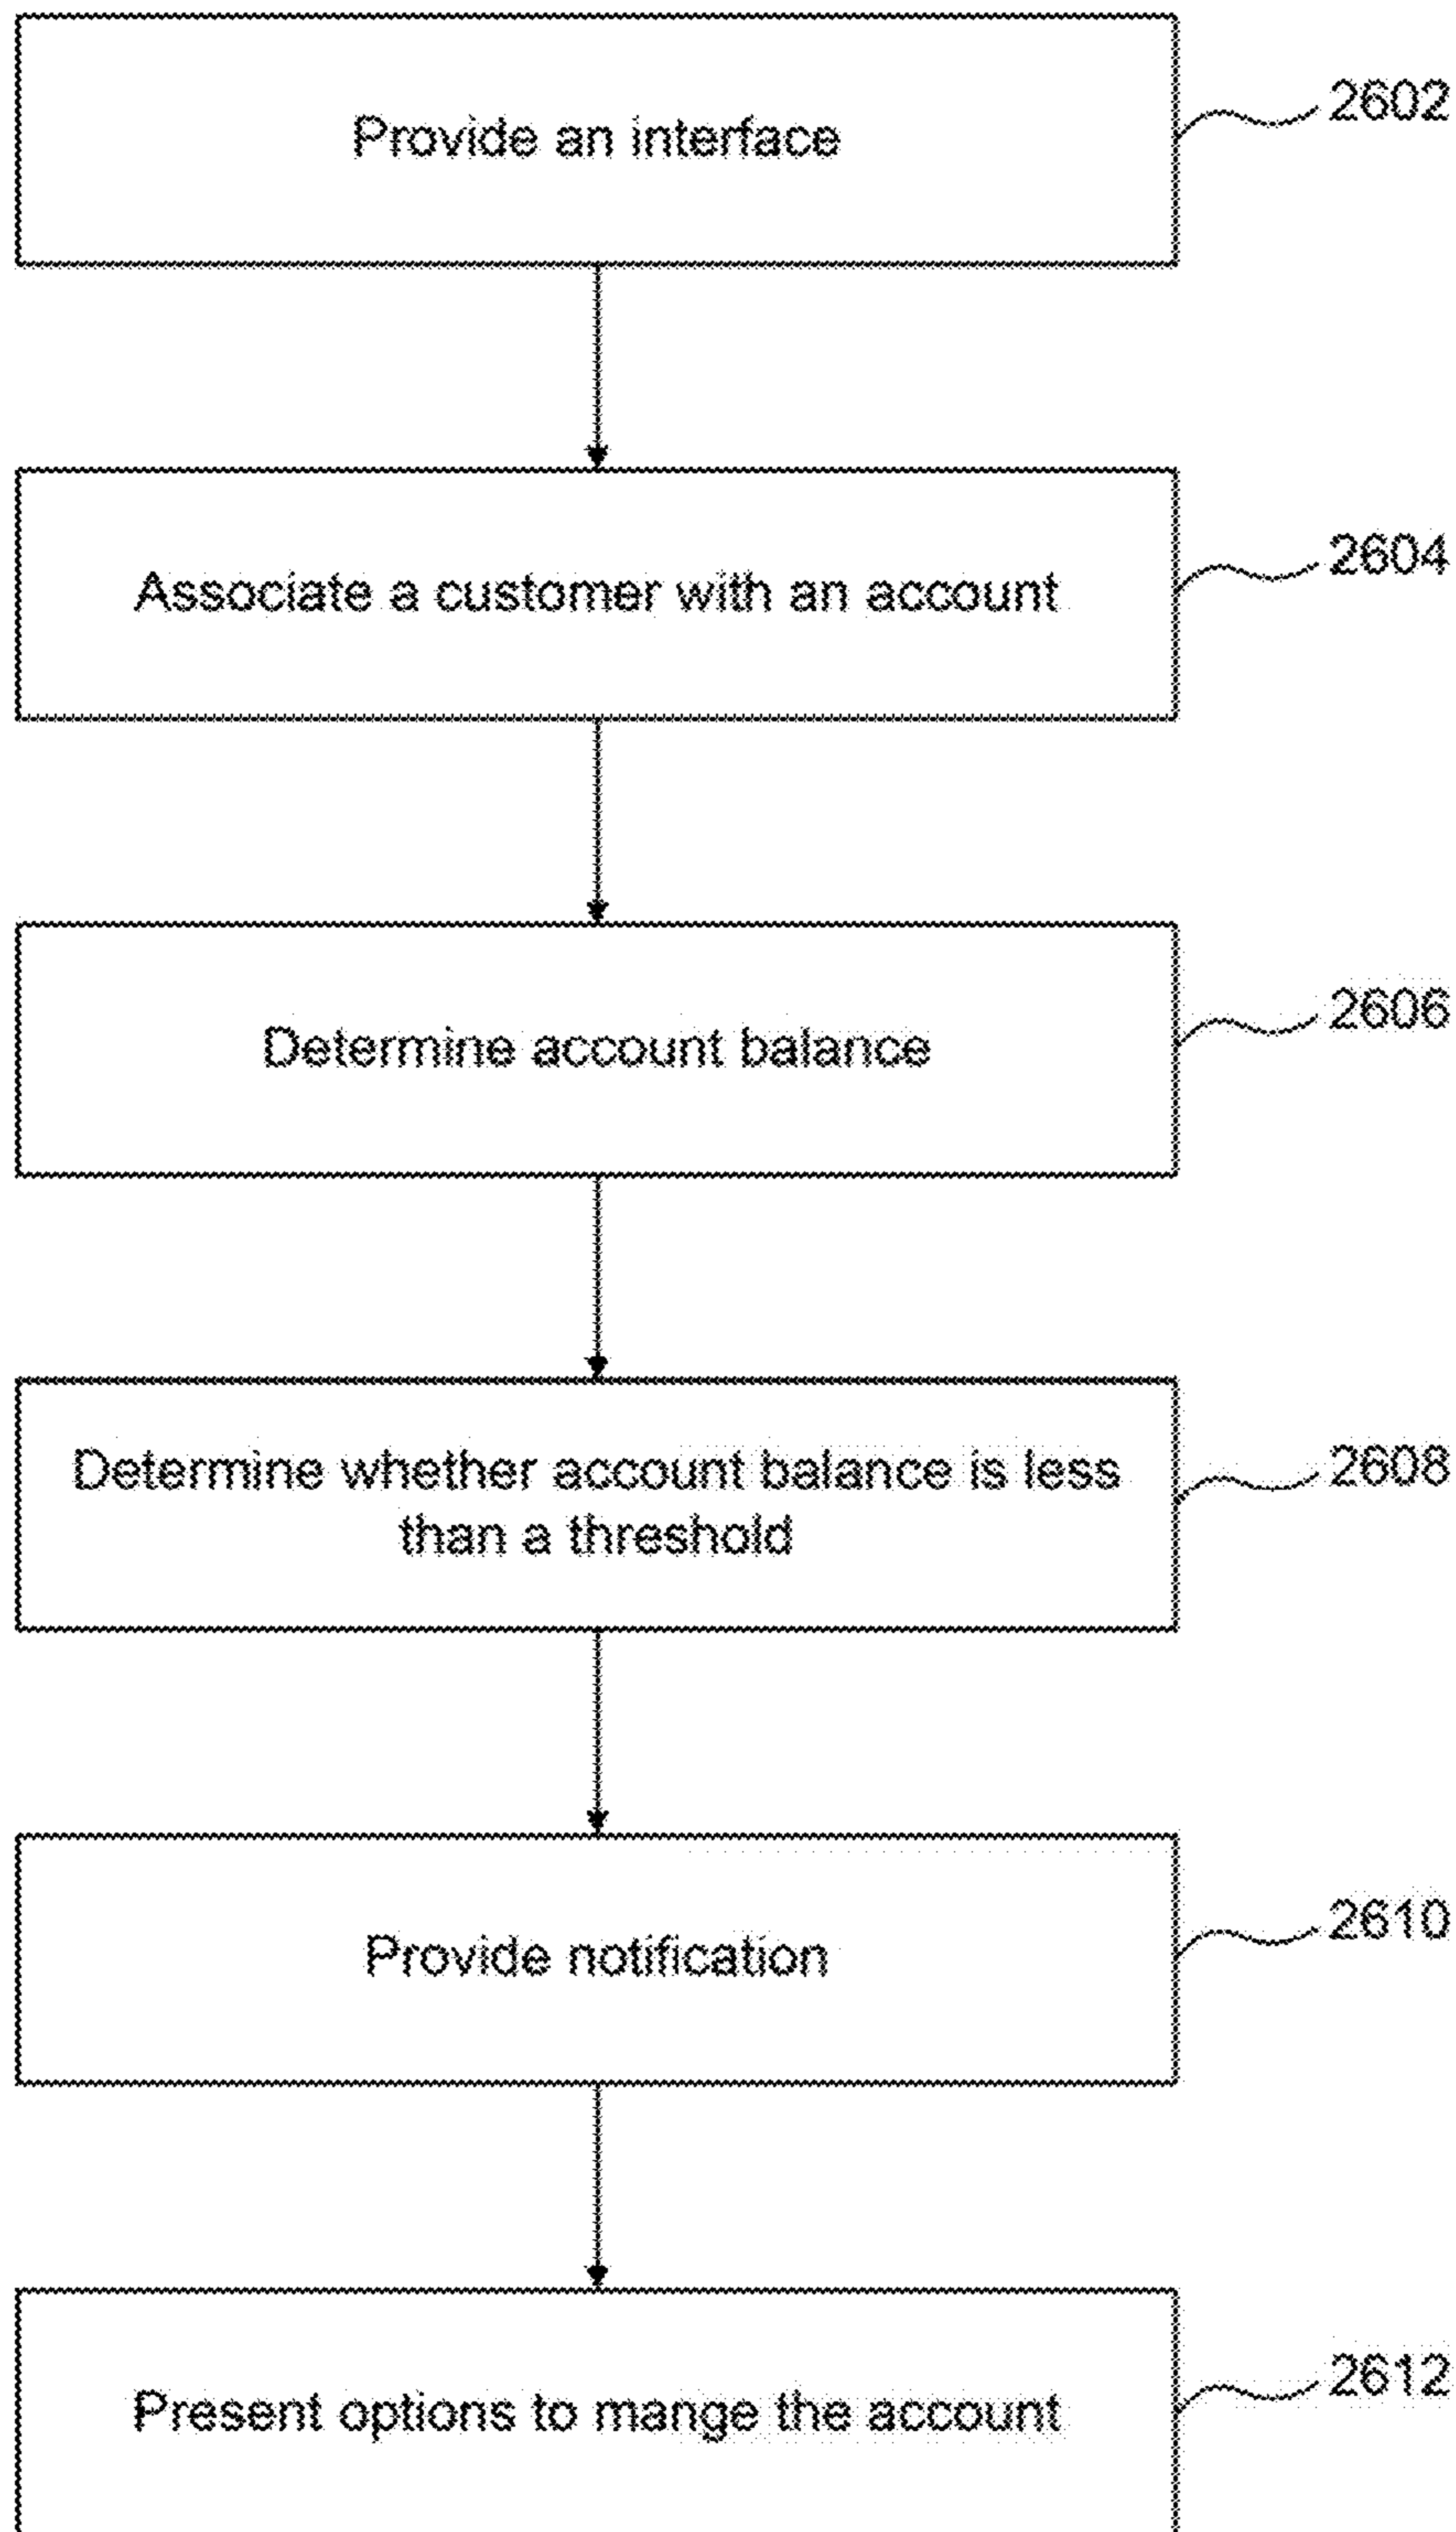 Provide an interface
2602
Associate a customer with an account
2604
Determine account balance
2606
Determine whether account balance is less
than a threshold
2608
Provide notification
2610
Present options to mange the account
2612